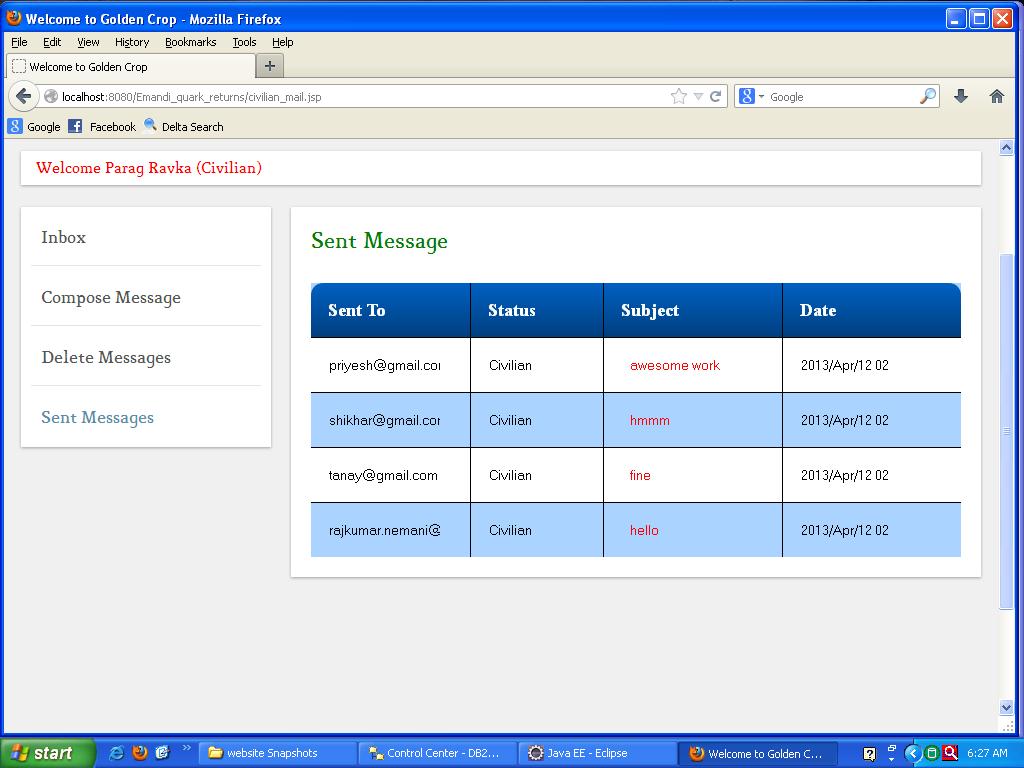 Welcome to Golden Crop - Mozilla Firefox
File Edit View History Bookmarks Tools Help
Welcome to Golden Crop
localhost:8080/Emandi_quark_returns/civilian_mail.jsp
Google
Google Facebook Delta Search
Welcome Parag Ravka (Civilian)
Inbox
Compose Message
Delete Messages
Sent Messages
Sent Message
Sent To Status Subject Date
priyesh@gmail.cor Civilian awesome work 2013/Apr/12 02
shikhar@gmail.cor Civilian hmmm 2013/Apr/12 02
tanay@gmail.com Civilian fine 2013/Apr/12 02
rajkumar.nemani@ Civilian hello 2013/Apr/12 02
start website Snapshots Control Center - DB2... Java EE - Eclipse Welcome to Golden C... 6:27 AM